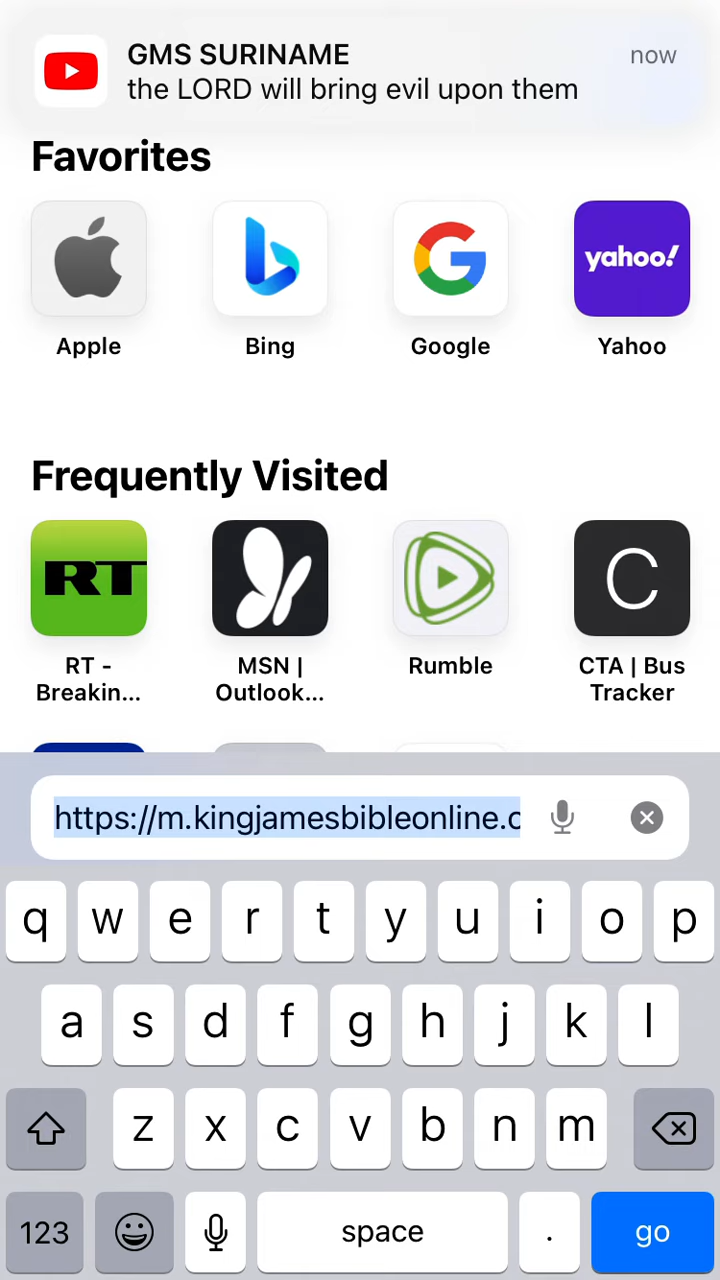 GMS SURINAME now
the LORD will bring evil upon them
Favorites
yahoo!
Apple Bing Google Yahoo
Frequently Visited
RT C
RT - MSN | Rumble CTA | Bus
Breakin... Outlook... Tracker
https://m.kingjamesbibleonline.c
q w e r t y u i o p
a s d f g h j k l
z x c v b n m
123 space . go